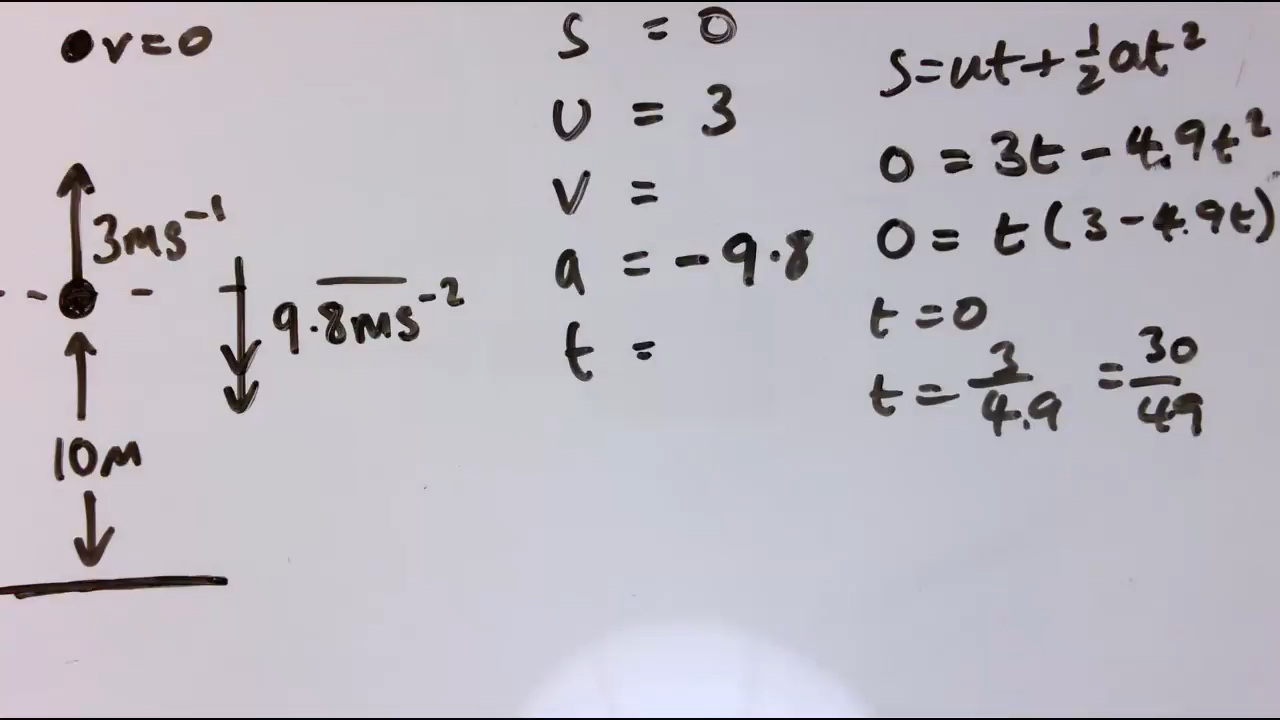 v=0
3ms⁻¹
9.8ms⁻²
10m
s = 0
u = 3
v =
a = -9.8
t =
s=ut+½at²
0 = 3t - 4.9t²
0 = t(3-4.9t)
t=0
t = 3/4.9 = 30/49